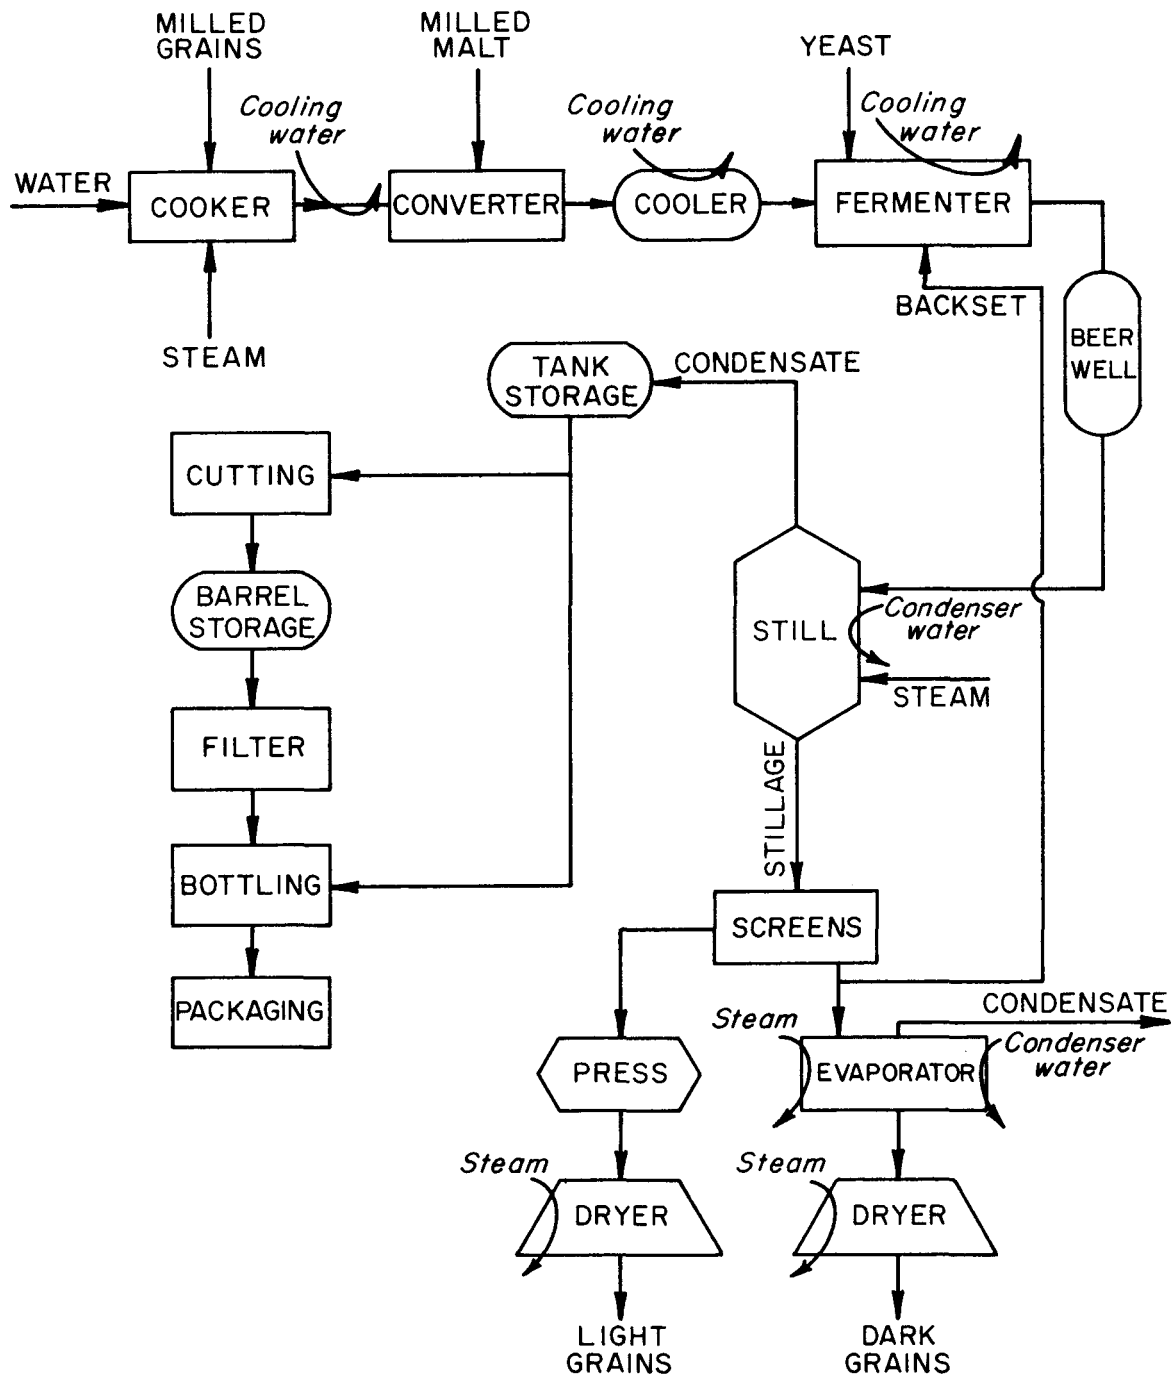 MILLED
GRAINS
MILLED
MALT
YEAST
Cooling
water
Cooling
water
Cooling
water
WATER
COOKER
CONVERTER
COOLER
FERMENTER
STEAM
BACKSET
BEER
WELL
TANK
STORAGE
CONDENSATE
CUTTING
BARREL
STORAGE
STILL
Condenser
water
STEAM
FILTER
STILLAGE
BOTTLING
SCREENS
PACKAGING
CONDENSATE
Steam
Condenser
water
PRESS
EVAPORATOR
Steam
Steam
DRYER
DRYER
LIGHT
GRAINS
DARK
GRAINS